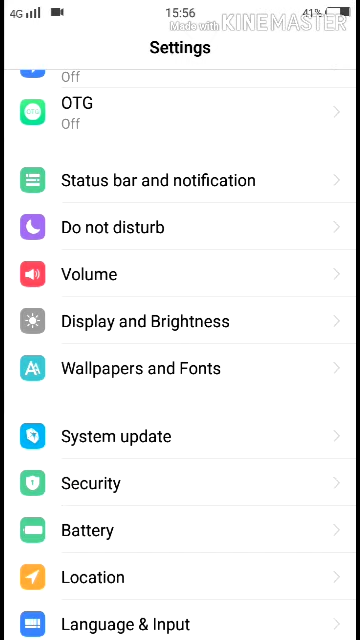 4G 15:56 41%
Made with KINEMASTER
Settings
Off
OTG
Off
Status bar and notification
Do not disturb
Volume
Display and Brightness
Wallpapers and Fonts
System update
Security
Battery
Location
Language & Input